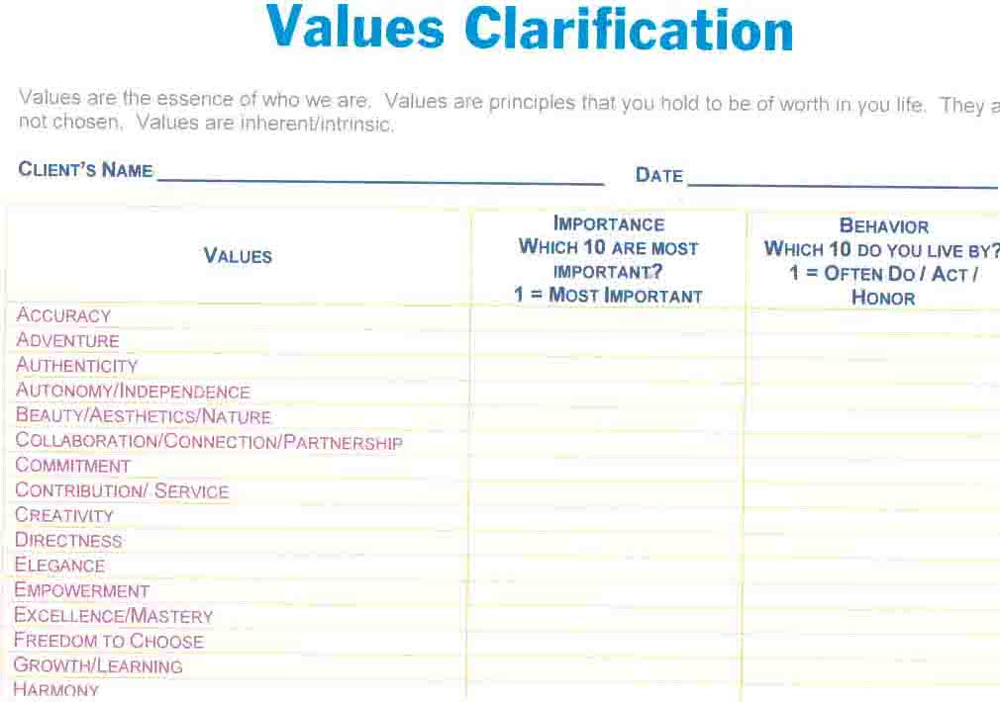 Values Clarification
Values are the essence of who we are. Values are principles that you hold to be of worth in you life. They a
not chosen. Values are inherent/intrinsic.
CLIENT'S NAME DATE
VALUES
IMPORTANCE
WHICH 10 ARE MOST
IMPORTANT?
1 = MOST IMPORTANT
BEHAVIOR
WHICH 10 DO YOU LIVE BY?
1 = OFTEN DO / ACT /
HONOR
ACCURACY
ADVENTURE
AUTHENTICITY
AUTONOMY/INDEPENDENCE
BEAUTY/AESTHETICS/NATURE
COLLABORATION/CONNECTION/PARTNERSHIP
COMMITMENT
CONTRIBUTION/ SERVICE
CREATIVITY
DIRECTNESS
ELEGANCE
EMPOWERMENT
EXCELLENCE/MASTERY
FREEDOM TO CHOOSE
GROWTH/LEARNING
HARMONY